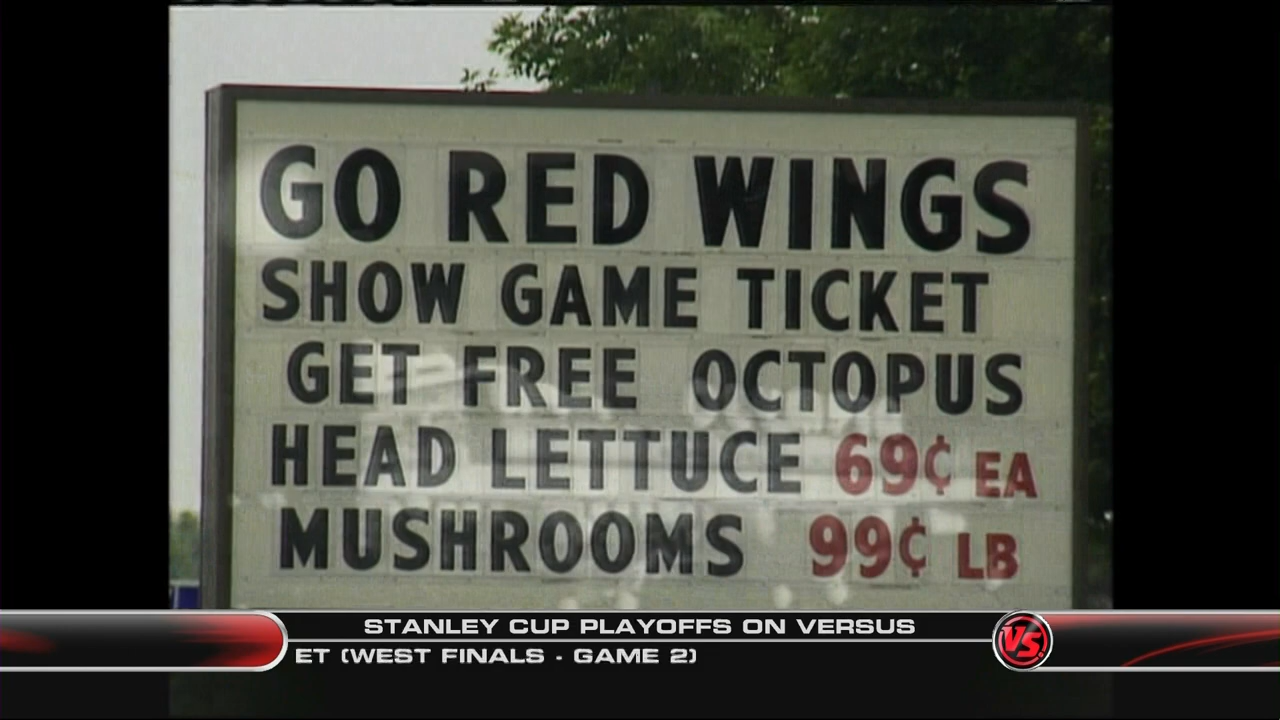 GO RED WINGS
SHOW GAME TICKET
GET FREE OCTOPUS
HEAD LETTUCE 69¢ EA
MUSHROOMS 99¢ LB
STANLEY CUP PLAYOFFS ON VERSUS
VS.
ET (WEST FINALS - GAME 2)